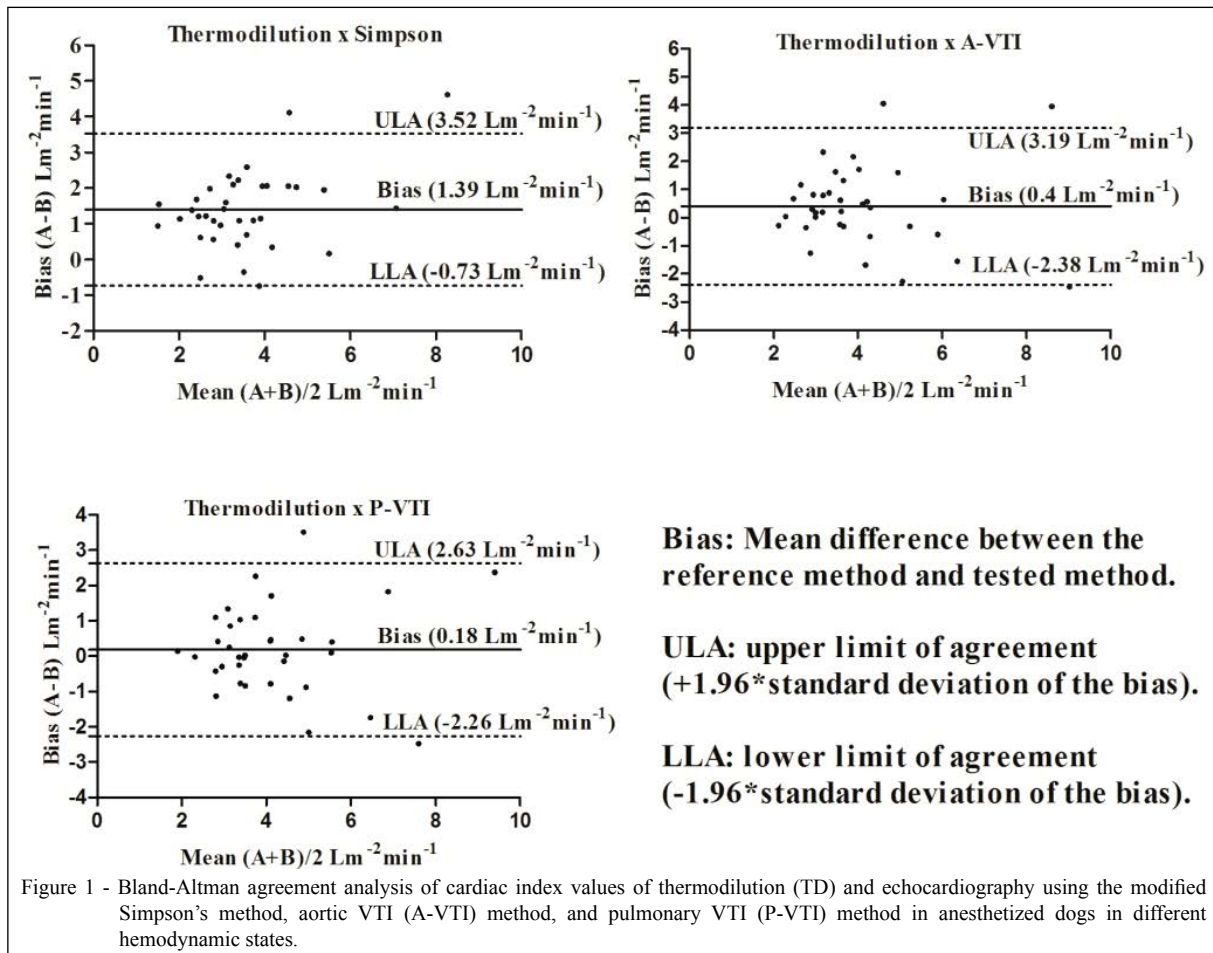 Thermodilution x Simpson
6
5
4
3
2
1
0
-1
-2
0 2 4 6 8 10
Bias (A-B) Lm⁻²min⁻¹
ULA (3.52 Lm⁻²min⁻¹)
Bias (1.39 Lm⁻²min⁻¹)
LLA (-0.73 Lm⁻²min⁻¹)
Mean (A+B)/2 Lm⁻²min⁻¹
Thermodilution x A-VTI
6
5
4
3
2
1
0
-1
-2
-3
-4
0 2 4 6 8 10
Bias (A-B) Lm⁻²min⁻¹
ULA (3.19 Lm⁻²min⁻¹)
Bias (0.4 Lm⁻²min⁻¹)
LLA (-2.38 Lm⁻²min⁻¹)
Mean (A+B)/2 Lm⁻²min⁻¹
Thermodilution x P-VTI
4
3
2
1
0
-1
-2
-3
-4
0 2 4 6 8 10
Bias (A-B) Lm⁻²min⁻¹
ULA (2.63 Lm⁻²min⁻¹)
Bias (0.18 Lm⁻²min⁻¹)
LLA (-2.26 Lm⁻²min⁻¹)
Mean (A+B)/2 Lm⁻²min⁻¹
Bias: Mean difference between the
reference method and tested method.
ULA: upper limit of agreement
(+1.96*standard deviation of the bias).
LLA: lower limit of agreement
(-1.96*standard deviation of the bias).
Figure 1 - Bland-Altman agreement analysis of cardiac index values of thermodilution (TD) and echocardiography using the modified
Simpson's method, aortic VTI (A-VTI) method, and pulmonary VTI (P-VTI) method in anesthetized dogs in different
hemodynamic states.